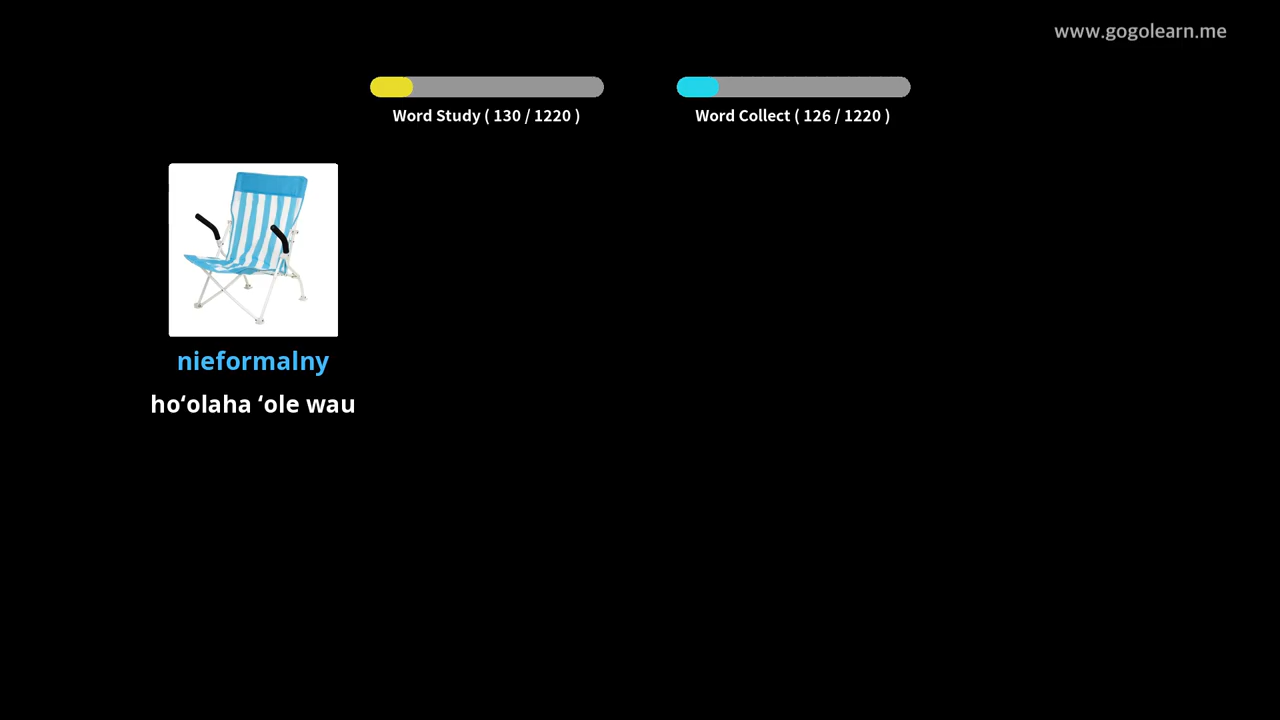 www.gogolearn.me
Word Study ( 130 / 1220 )
Word Collect ( 126 / 1220 )
nieformalny
hoʻolaha ʻole wau